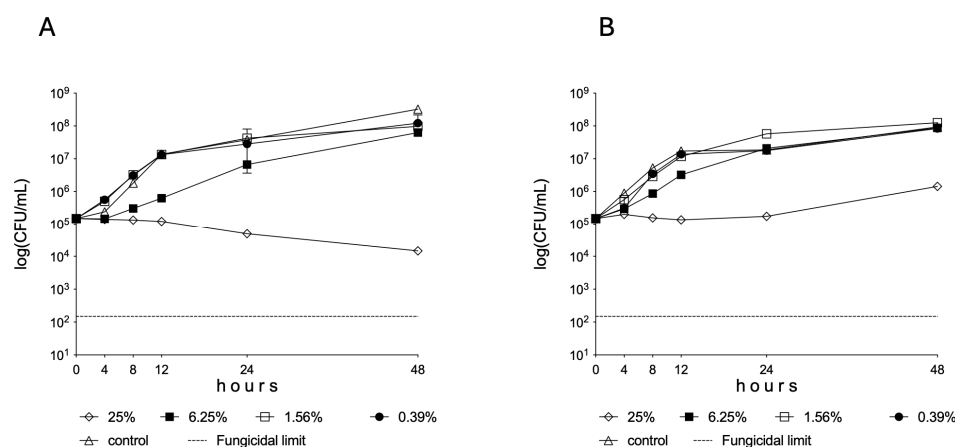 A
B
log(CFU/mL)
10⁹
10⁸
10⁷
10⁶
10⁵
10⁴
10³
10²
10¹
0 4 8 12 24 48
hours
25% 6.25% 1.56% 0.39%
control Fungicidal limit
log(CFU/mL)
10⁹
10⁸
10⁷
10⁶
10⁵
10⁴
10³
10²
10¹
0 4 8 12 24 48
hours
25% 6.25% 1.56% 0.39%
control Fungicidal limit